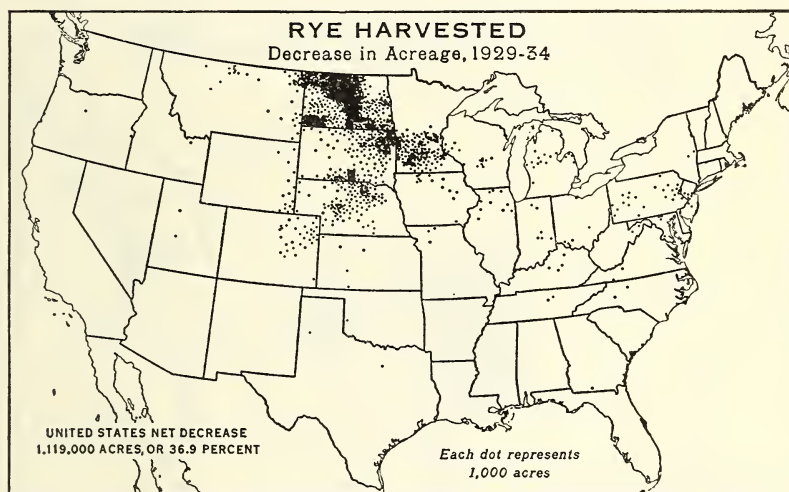 RYE HARVESTED
Decrease in Acreage, 1929-34
UNITED STATES NET DECREASE
1,119,000 ACRES, OR 36.9 PERCENT
Each dot represents
1,000 acres